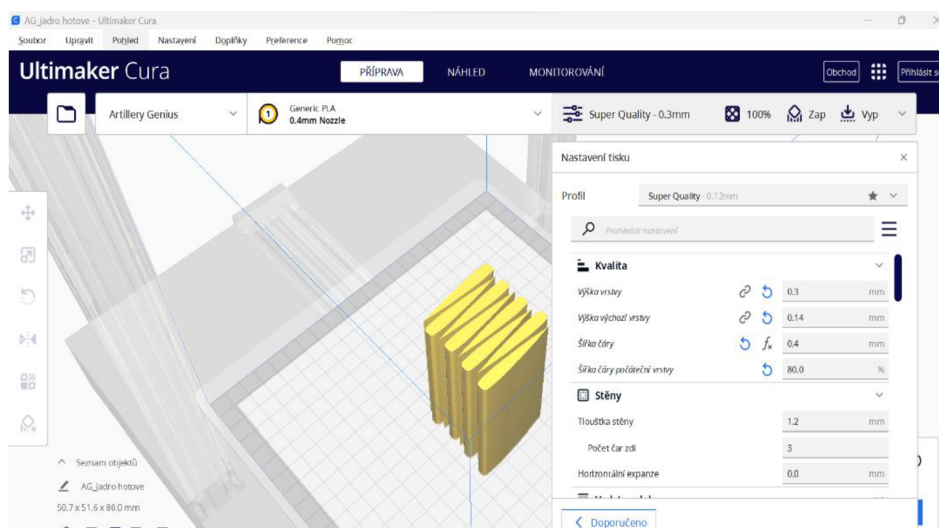 AG_jadro hotove - Ultimaker Cura
Soubor Upravit Pohled Nastavení Doplňky Preference Pomoc
Ultimaker Cura PŘÍPRAVA NÁHLED MONITOROVÁNÍ Obchod Přihlásit se
Artillery Genius
1
Generic PLA
0.4mm Nozzle
Super Quality - 0.3mm 100% Zap Vyp
Nastavení tisku
Profil Super Quality - 0.12mm
Prohledat nastavení
Kvalita
Výška vrstvy 0.3 mm
Výška výchozí vrstvy 0.14 mm
Šířka čáry 0.4 mm
Šířka čáry počáteční vrstvy 80.0 %
Stěny
Tloušťka stěny 1.2 mm
Počet čar zdi 3
Horizontální expanze 0.0 mm
Doporučeno
Seznam objektů
AG_jadro hotove
50.7 x 51.6 x 80.0 mm